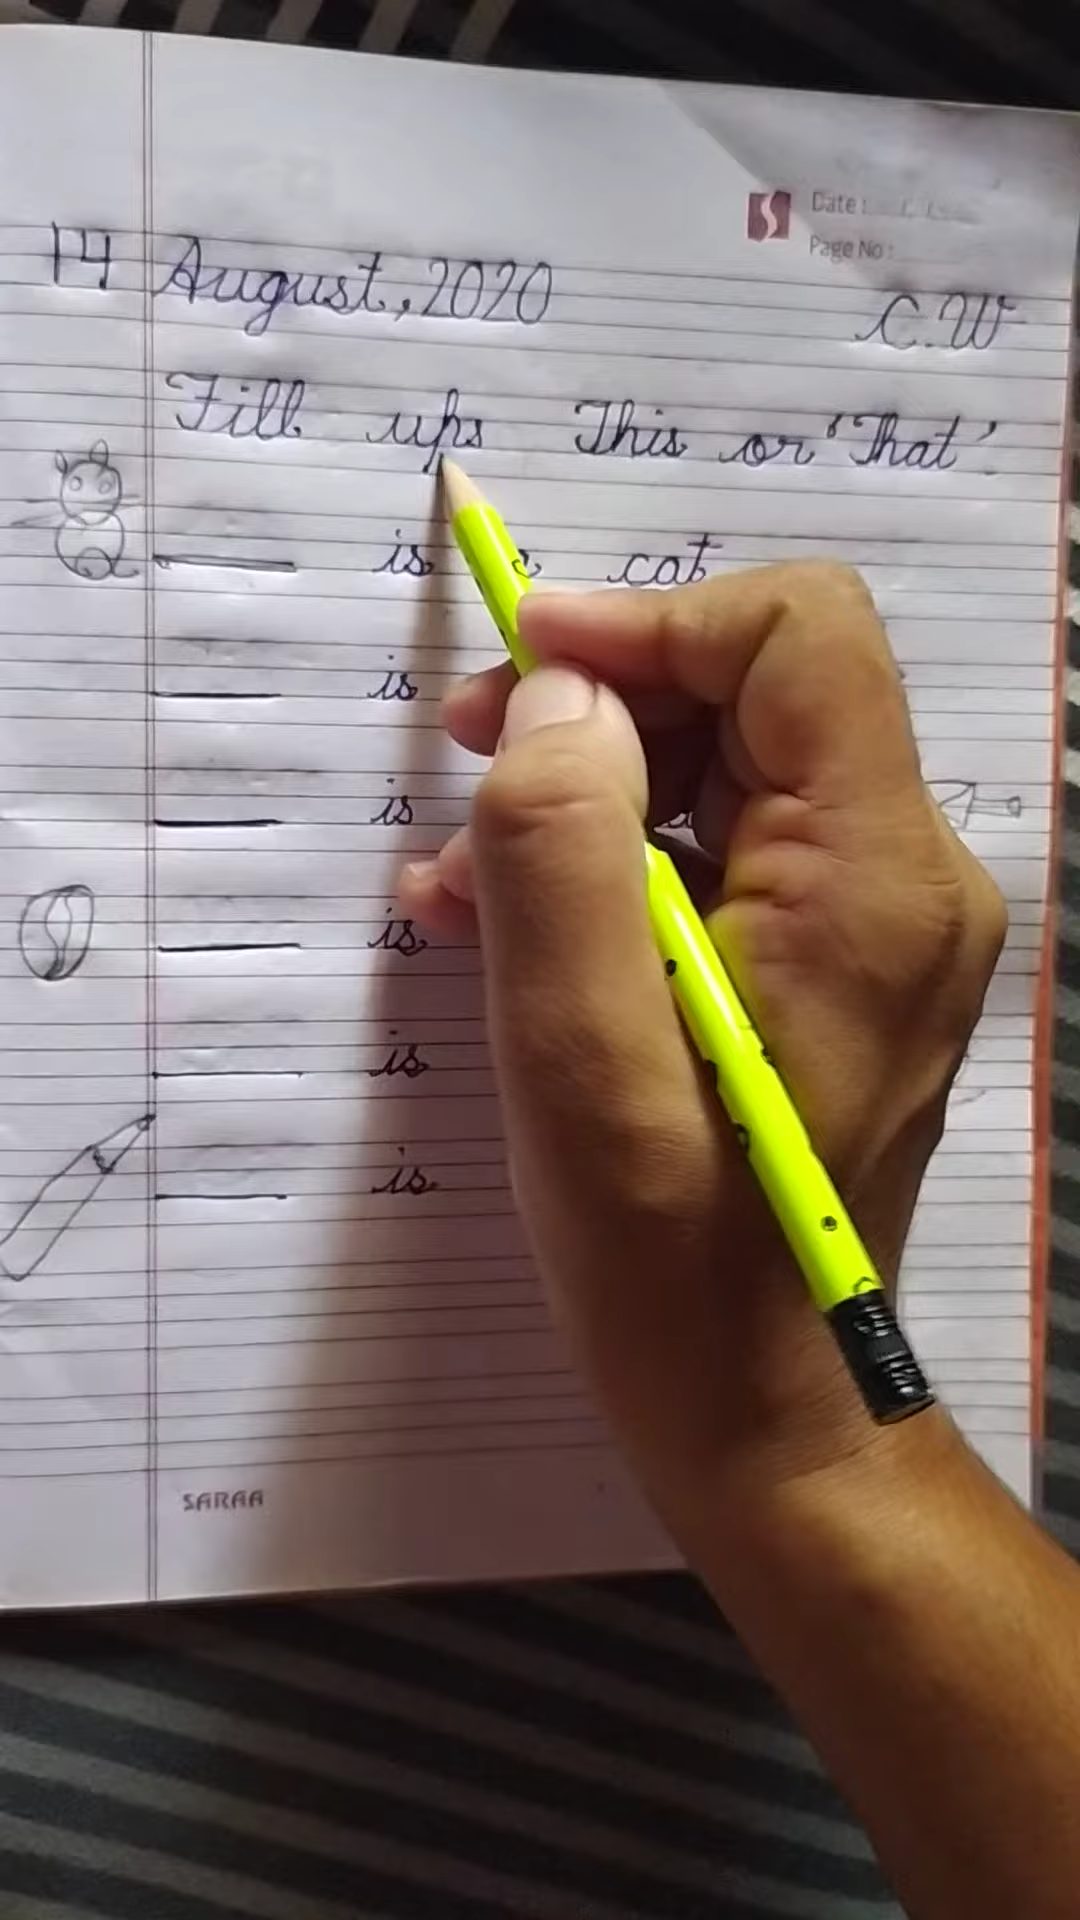 Date :
Page No :
14 August, 2020
C.W
Fill ups This or 'That'.
is a cat
is
is
is
is
is
SARAA